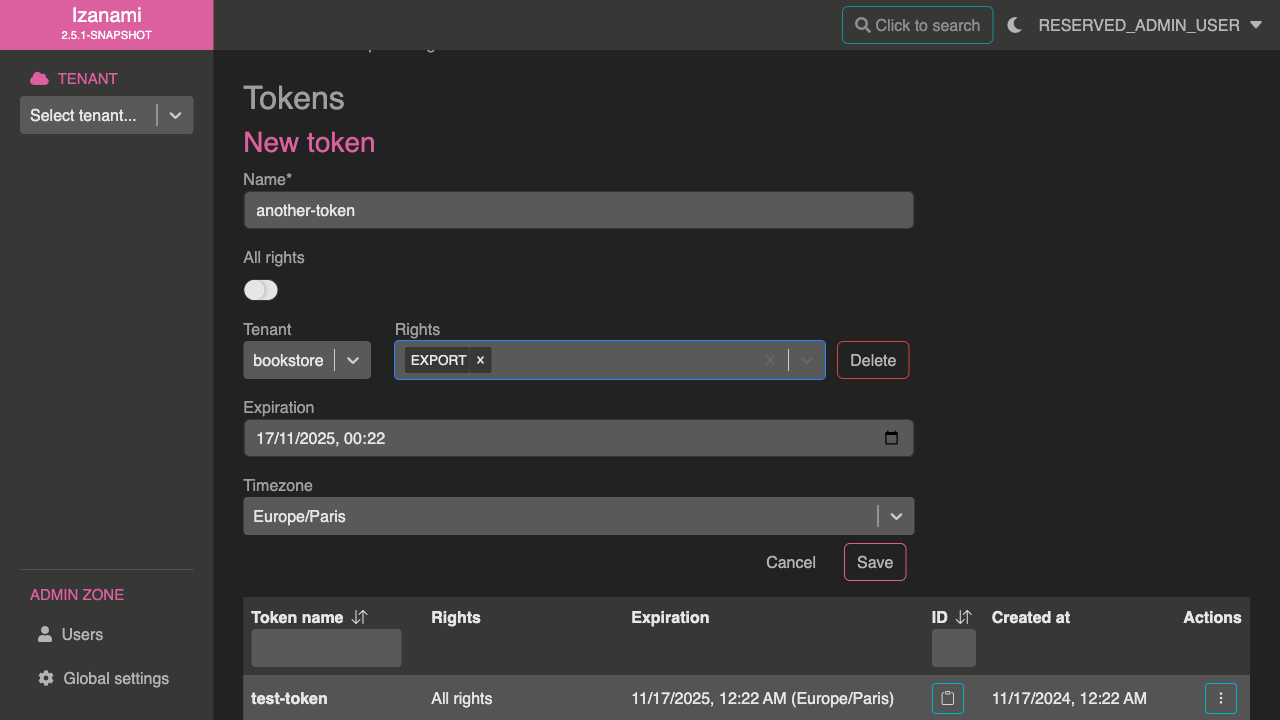 Izanami
2.5.1-SNAPSHOT
Click to search
RESERVED_ADMIN_USER
TENANT
Select tenant...
Tokens
New token
Name*
another-token
All rights
Tenant
Rights
bookstore
EXPORT ×
Delete
Expiration
17/11/2025, 00:22
Timezone
Europe/Paris
Cancel
Save
ADMIN ZONE
Users
Global settings
Token name
Rights
Expiration
ID
Created at
Actions
test-token
All rights
11/17/2025, 12:22 AM (Europe/Paris)
11/17/2024, 12:22 AM